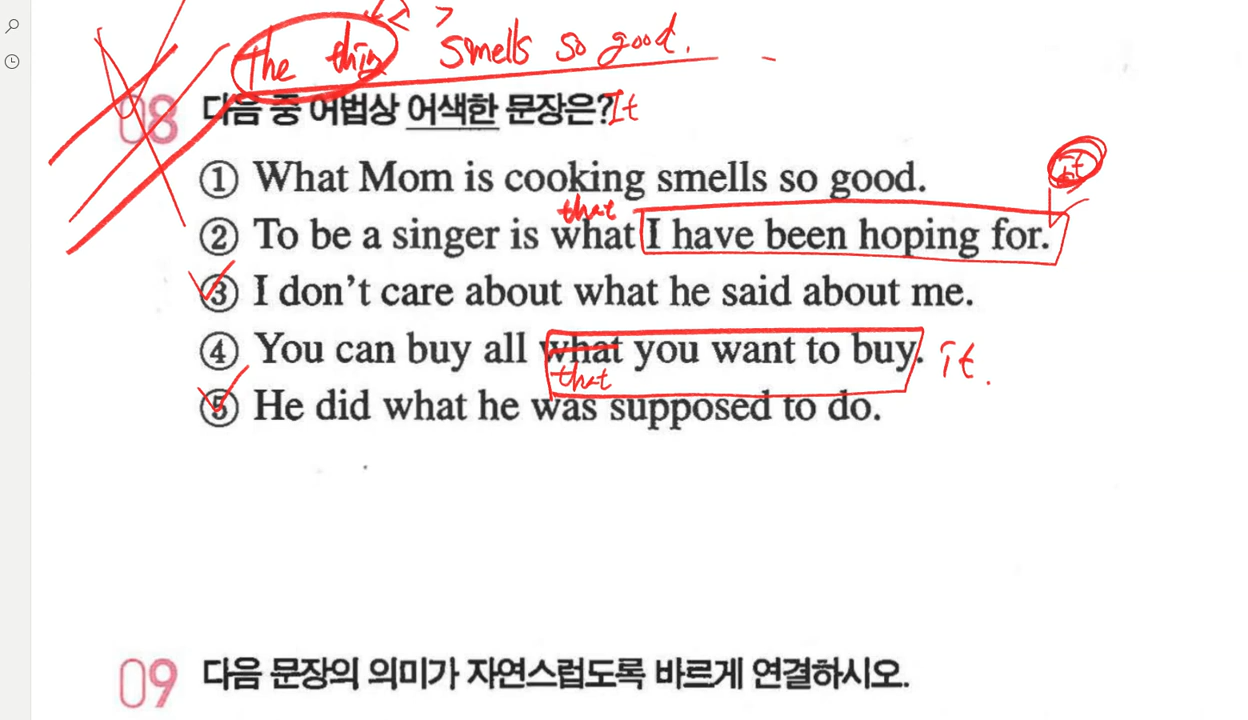 the thin smells so good.
08 다음 중 어법상 어색한 문장은? It
① What Mom is cooking smells so good.
it
that
② To be a singer is what I have been hoping for.
③ I don't care about what he said about me.
④ You can buy all what you want to buy. it.
that
⑤ He did what he was supposed to do.
09 다음 문장의 의미가 자연스럽도록 바르게 연결하시오.